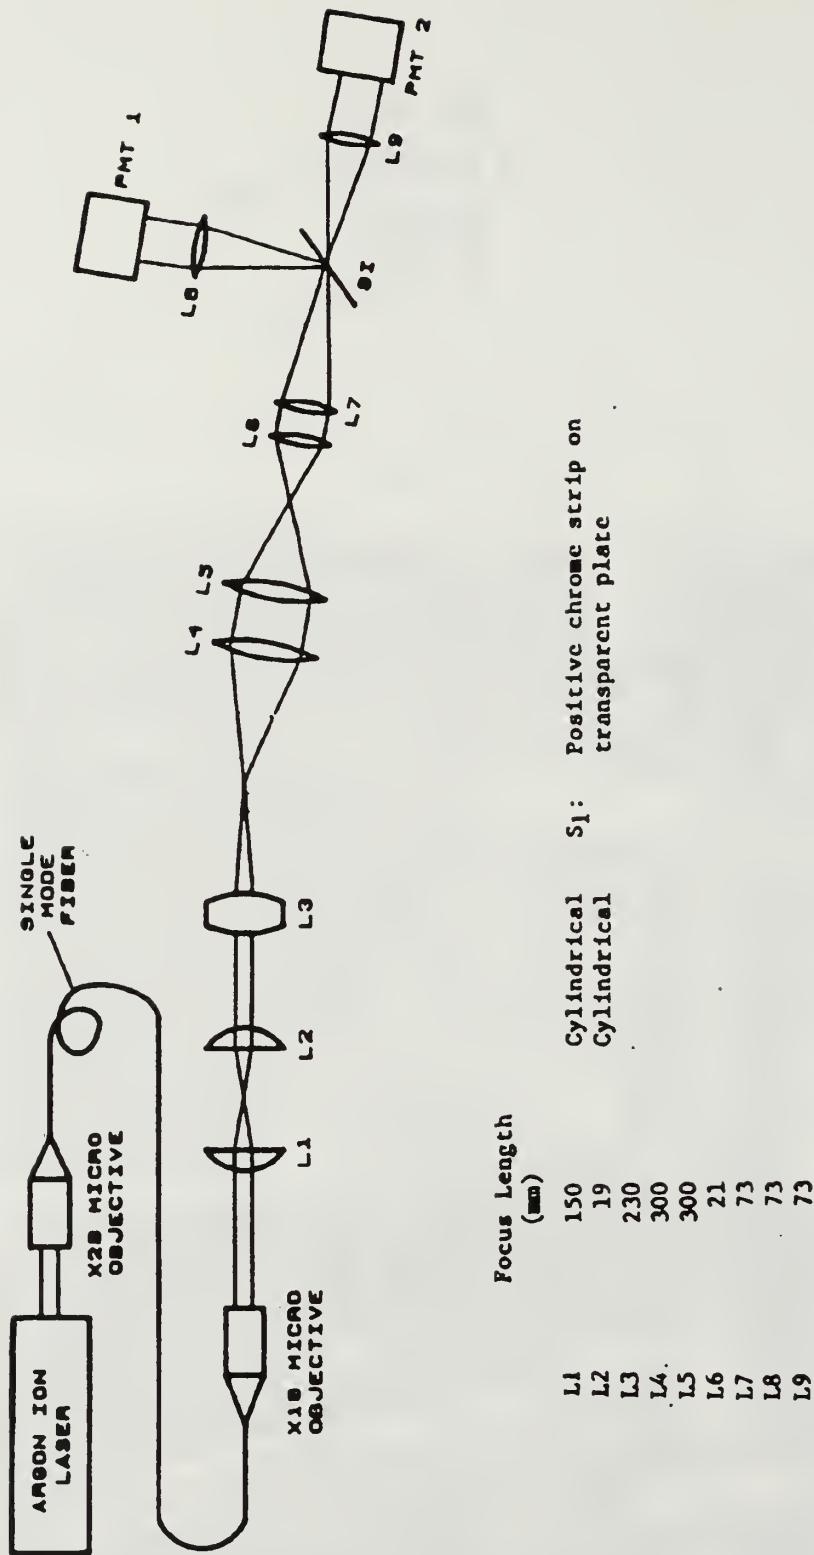 ARGON ION
LASER
X20 MICRO
OBJECTIVE
SINGLE
MODE
FIBER
X10 MICRO
OBJECTIVE
L1
L2
L3
L4
L5
L6
L7
SI
L8
PMT 1
L9
PMT 2
Focus Length
(mm)
L1 150 Cylindrical S1: Positive chrome strip on
L2 19 Cylindrical transparent plate
L3 230
L4. 300
L5 300
L6 21
L7 73
L8 73
L9 73